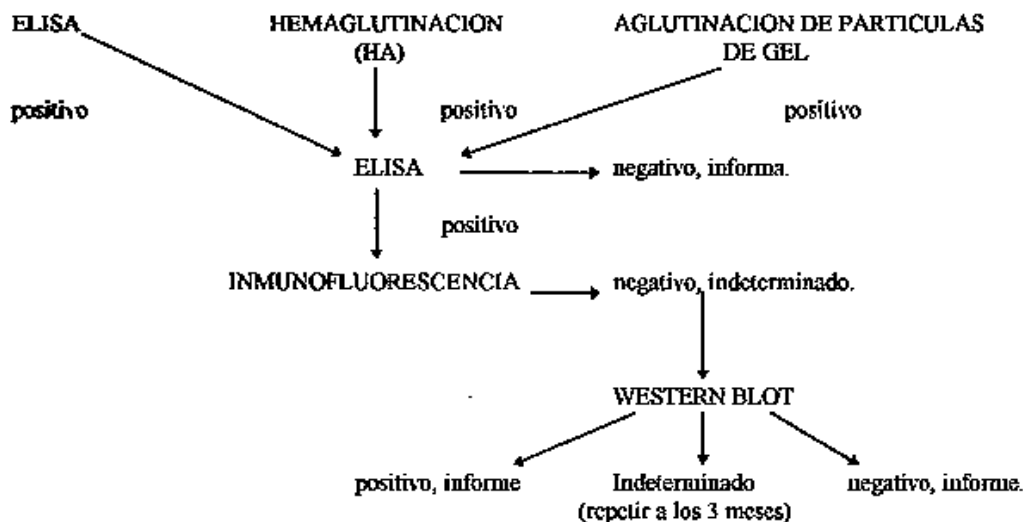 ELISA HEMAGLUTINACION AGLUTINACION DE PARTICULAS
(HA) DE GEL
positivo positivo positivo
ELISA negativo, informa.
positivo
INMUNOFLUORESCENCIA negativo, indeterminado.
WESTERN BLOT
positivo, informe Indeterminado negativo, informe.
(repetir a los 3 meses)